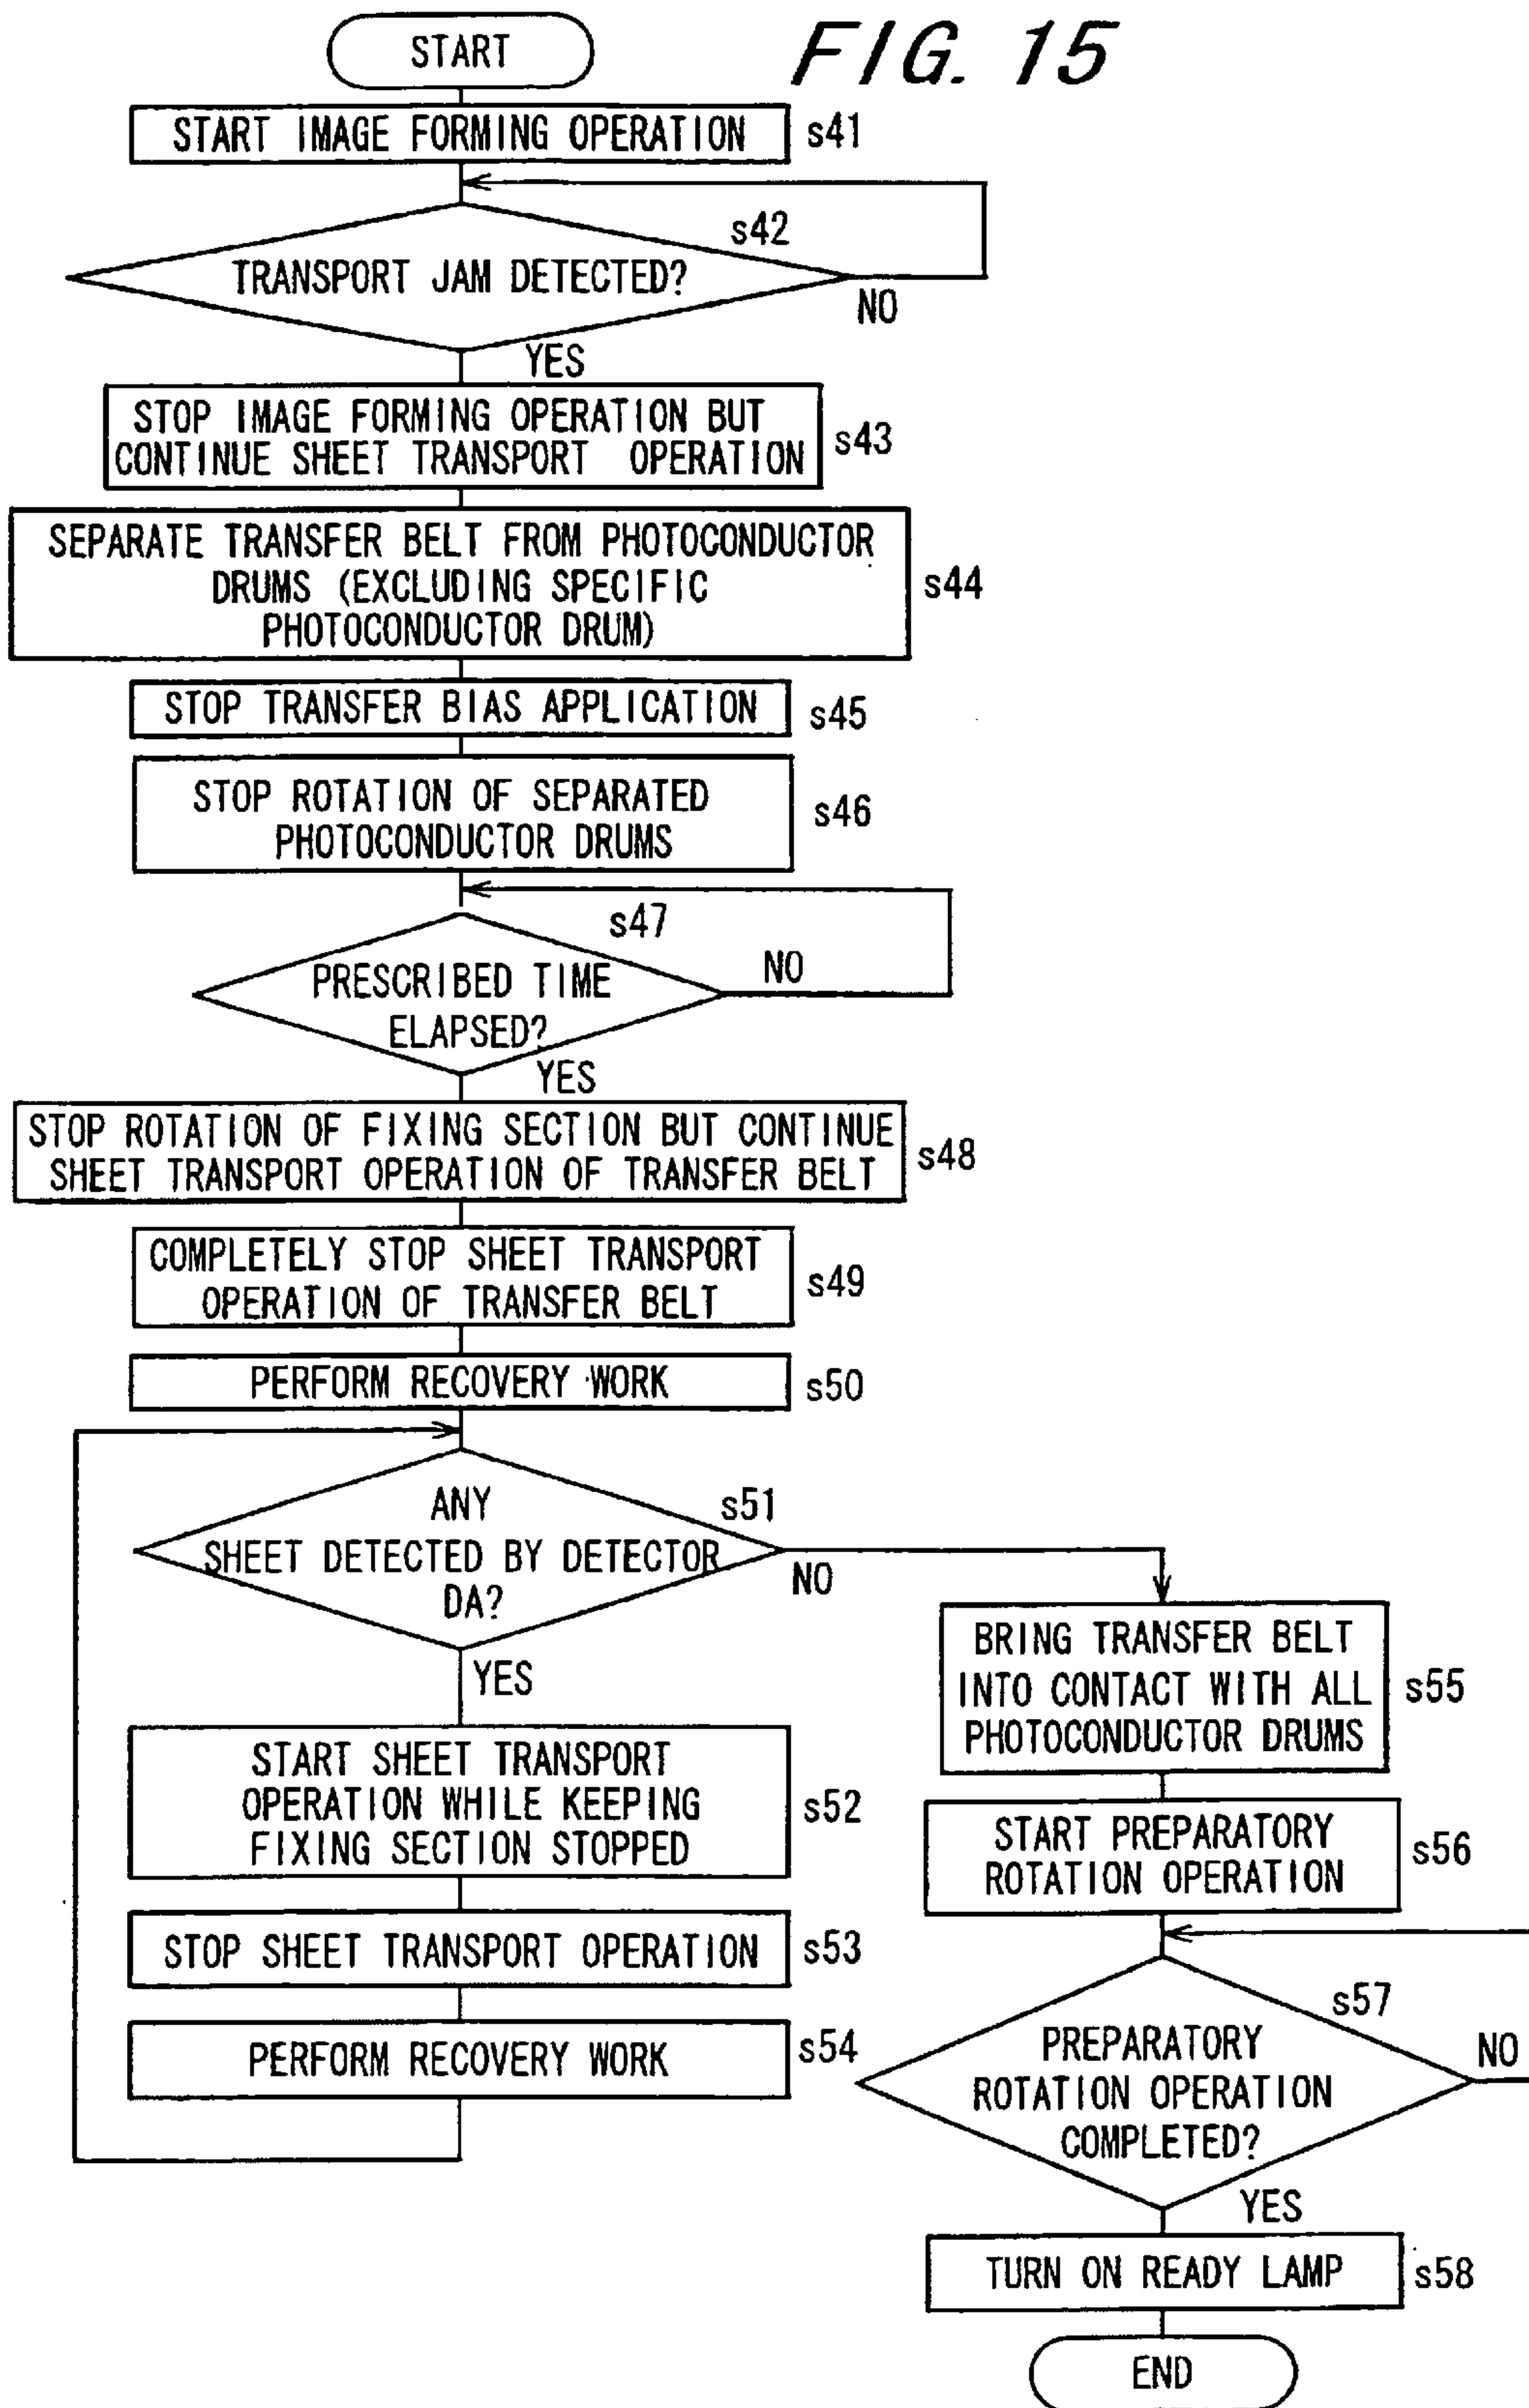 FIG. 15
START
START IMAGE FORMING OPERATION
s41
s42
TRANSPORT JAM DETECTED?
NO
YES
STOP IMAGE FORMING OPERATION BUT
CONTINUE SHEET TRANSPORT OPERATION
s43
SEPARATE TRANSFER BELT FROM PHOTOCONDUCTOR
DRUMS (EXCLUDING SPECIFIC
PHOTOCONDUCTOR DRUM)
s44
STOP TRANSFER BIAS APPLICATION
s45
STOP ROTATION OF SEPARATED
PHOTOCONDUCTOR DRUMS
s46
s47
PRESCRIBED TIME
ELAPSED?
NO
YES
STOP ROTATION OF FIXING SECTION BUT CONTINUE
SHEET TRANSPORT OPERATION OF TRANSFER BELT
s48
COMPLETELY STOP SHEET TRANSPORT
OPERATION OF TRANSFER BELT
s49
PERFORM RECOVERY WORK
s50
ANY
SHEET DETECTED BY DETECTOR
DA?
s51
NO
YES
START SHEET TRANSPORT
OPERATION WHILE KEEPING
FIXING SECTION STOPPED
s52
STOP SHEET TRANSPORT OPERATION
s53
PERFORM RECOVERY WORK
s54
BRING TRANSFER BELT
INTO CONTACT WITH ALL
PHOTOCONDUCTOR DRUMS
s55
START PREPARATORY
ROTATION OPERATION
s56
s57
PREPARATORY
ROTATION OPERATION
COMPLETED?
NO
YES
TURN ON READY LAMP
s58
END